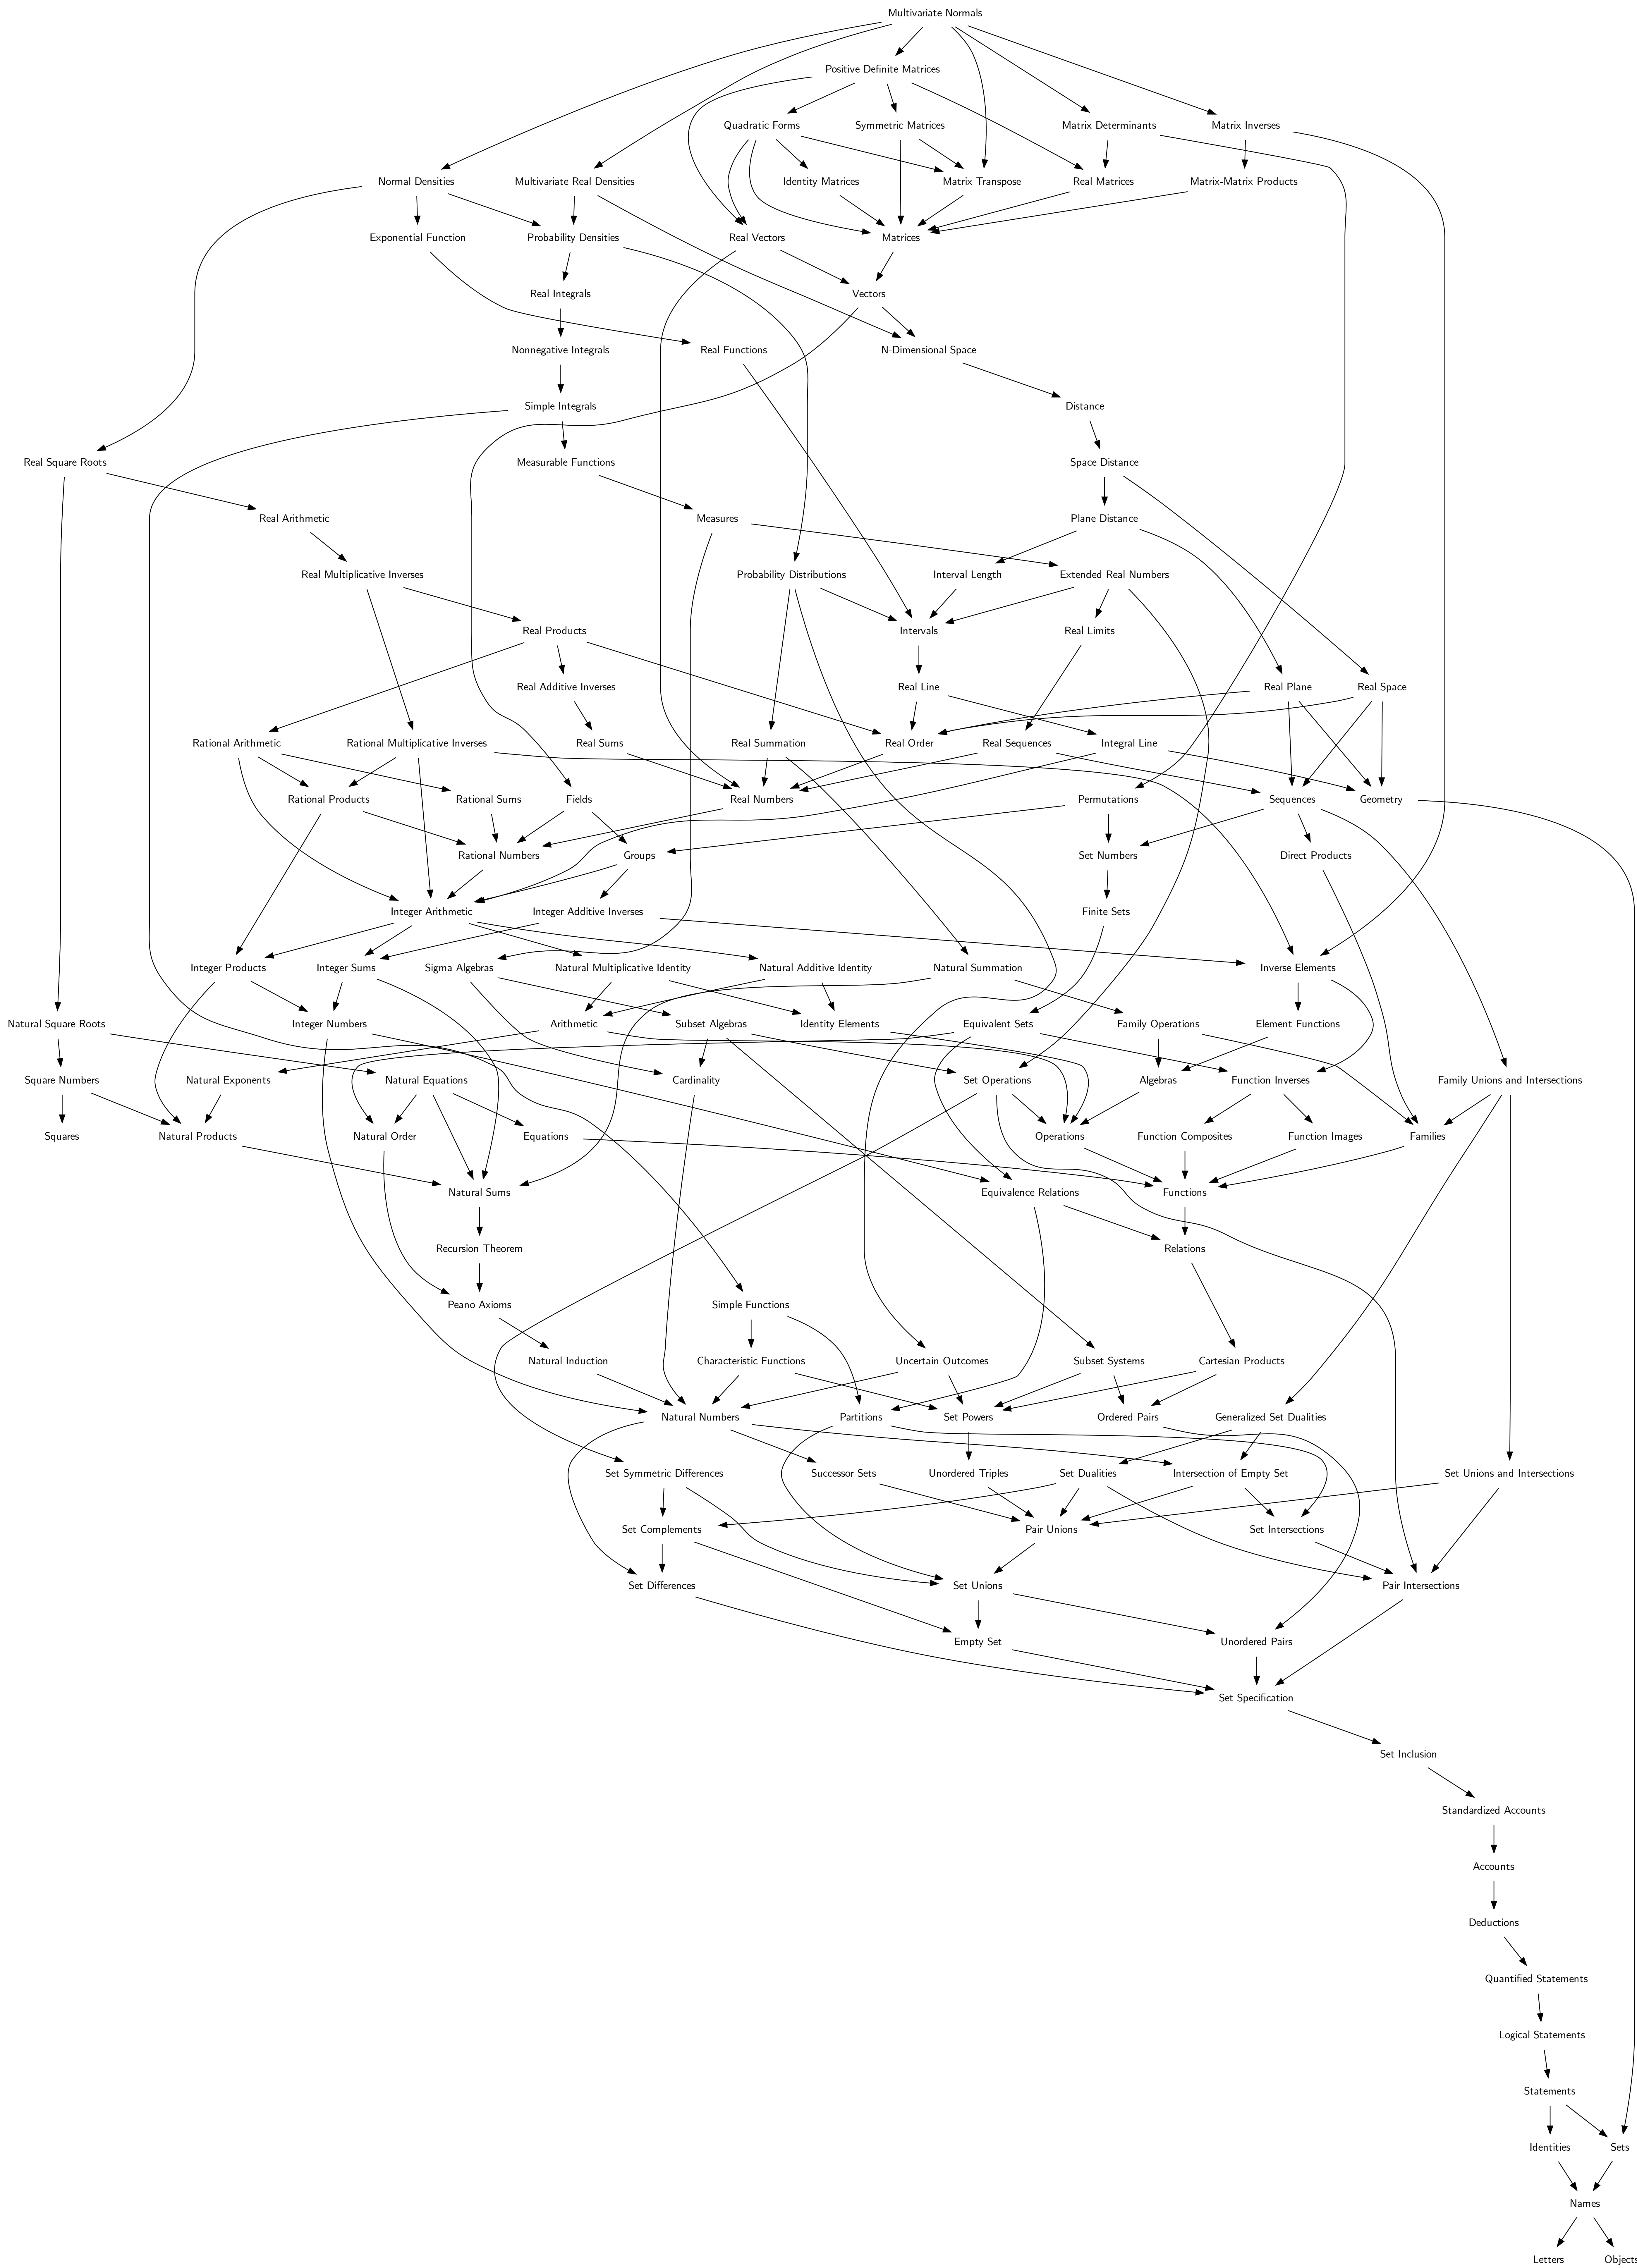 Multivariate Normals
Positive Definite Matrices
Quadratic Forms
Symmetric Matrices
Matrix Determinants
Matrix Inverses
Normal Densities
Multivariate Real Densities
Identity Matrices
Matrix Transpose
Real Matrices
Matrix-Matrix Products
Exponential Function
Probability Densities
Real Vectors
Matrices
Real Integrals
Vectors
Nonnegative Integrals
Real Functions
N-Dimensional Space
Simple Integrals
Distance
Real Square Roots
Measurable Functions
Space Distance
Real Arithmetic
Measures
Plane Distance
Real Multiplicative Inverses
Probability Distributions
Interval Length
Extended Real Numbers
Real Products
Intervals
Real Limits
Real Additive Inverses
Real Line
Real Plane
Real Space
Rational Arithmetic
Rational Multiplicative Inverses
Real Sums
Real Summation
Real Order
Real Sequences
Integral Line
Rational Products
Rational Sums
Fields
Real Numbers
Permutations
Sequences
Geometry
Rational Numbers
Groups
Set Numbers
Direct Products
Integer Arithmetic
Integer Additive Inverses
Finite Sets
Integer Products
Integer Sums
Sigma Algebras
Natural Multiplicative Identity
Natural Additive Identity
Natural Summation
Inverse Elements
Natural Square Roots
Integer Numbers
Arithmetic
Subset Algebras
Identity Elements
Equivalent Sets
Family Operations
Element Functions
Square Numbers
Natural Exponents
Natural Equations
Cardinality
Set Operations
Algebras
Function Inverses
Family Unions and Intersections
Squares
Natural Products
Natural Order
Equations
Operations
Function Composites
Function Images
Families
Natural Sums
Equivalence Relations
Functions
Recursion Theorem
Relations
Peano Axioms
Simple Functions
Natural Induction
Characteristic Functions
Uncertain Outcomes
Subset Systems
Cartesian Products
Natural Numbers
Partitions
Set Powers
Ordered Pairs
Generalized Set Dualities
Set Symmetric Differences
Successor Sets
Unordered Triples
Set Dualities
Intersection of Empty Set
Set Unions and Intersections
Set Complements
Pair Unions
Set Intersections
Set Differences
Set Unions
Pair Intersections
Empty Set
Unordered Pairs
Set Specification
Set Inclusion
Standardized Accounts
Accounts
Deductions
Quantified Statements
Logical Statements
Statements
Identities
Sets
Names
Letters
Objects